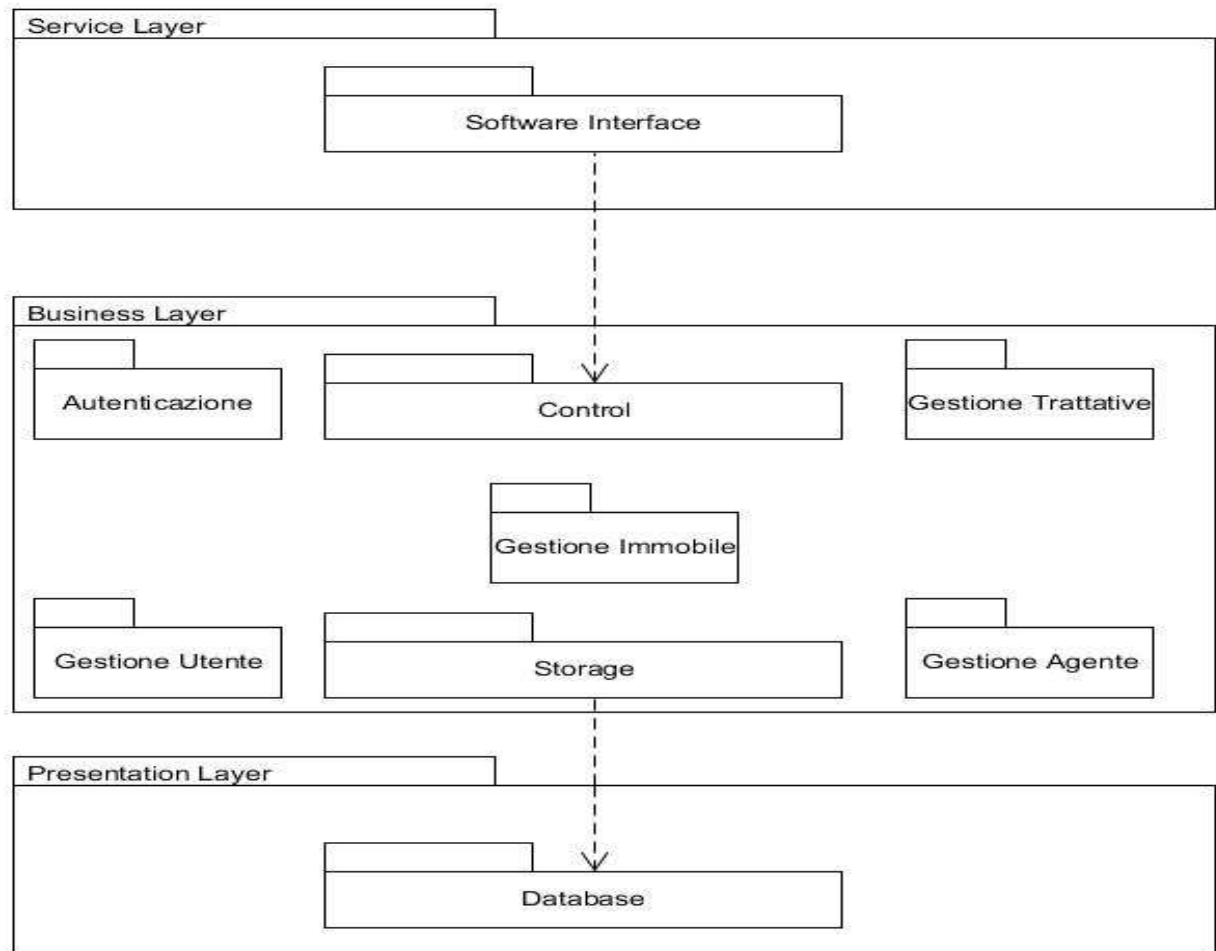 Service Layer
Software Interface
Business Layer
Autenticazione
Control
Gestione Trattative
Gestione Immobile
Gestione Utente
Storage
Gestione Agente
Presentation Layer
Database